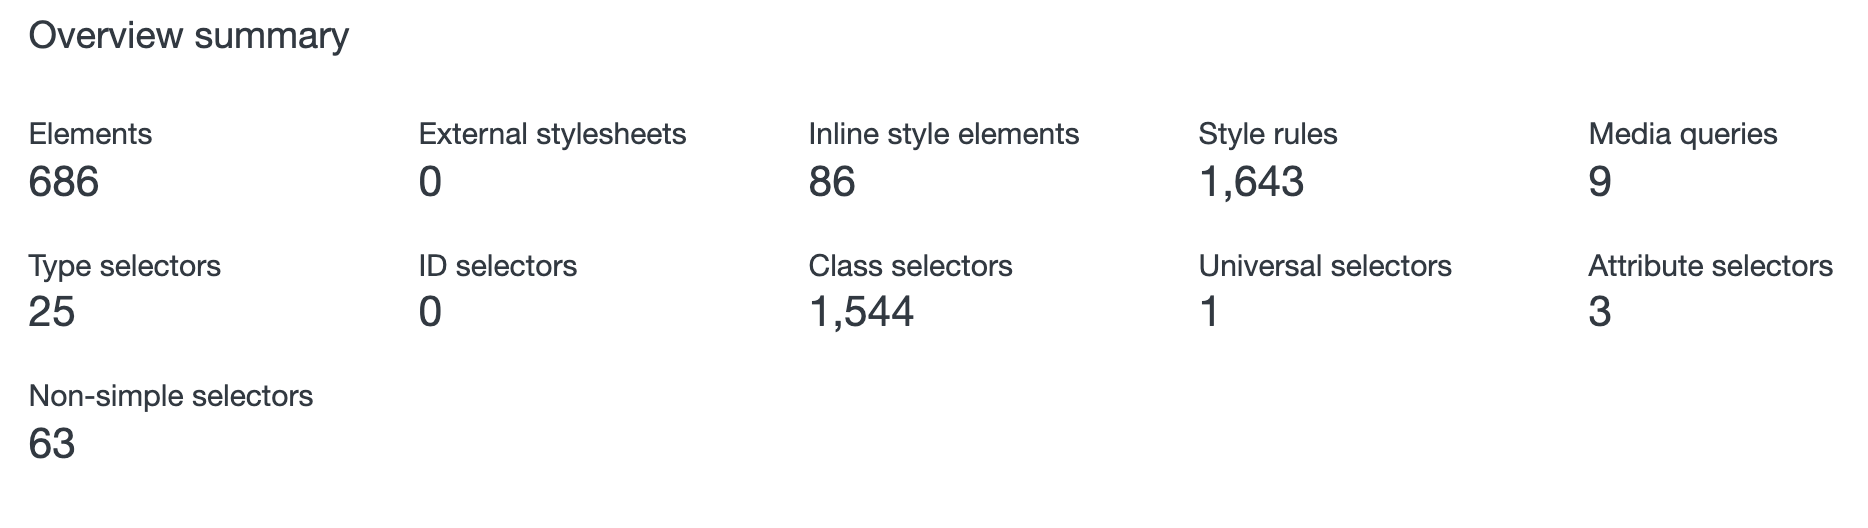 Overview summary
Elements External stylesheets Inline style elements Style rules Media queries
686 0 86 1,643 9
Type selectors ID selectors Class selectors Universal selectors Attribute selectors
25 0 1,544 1 3
Non-simple selectors
63